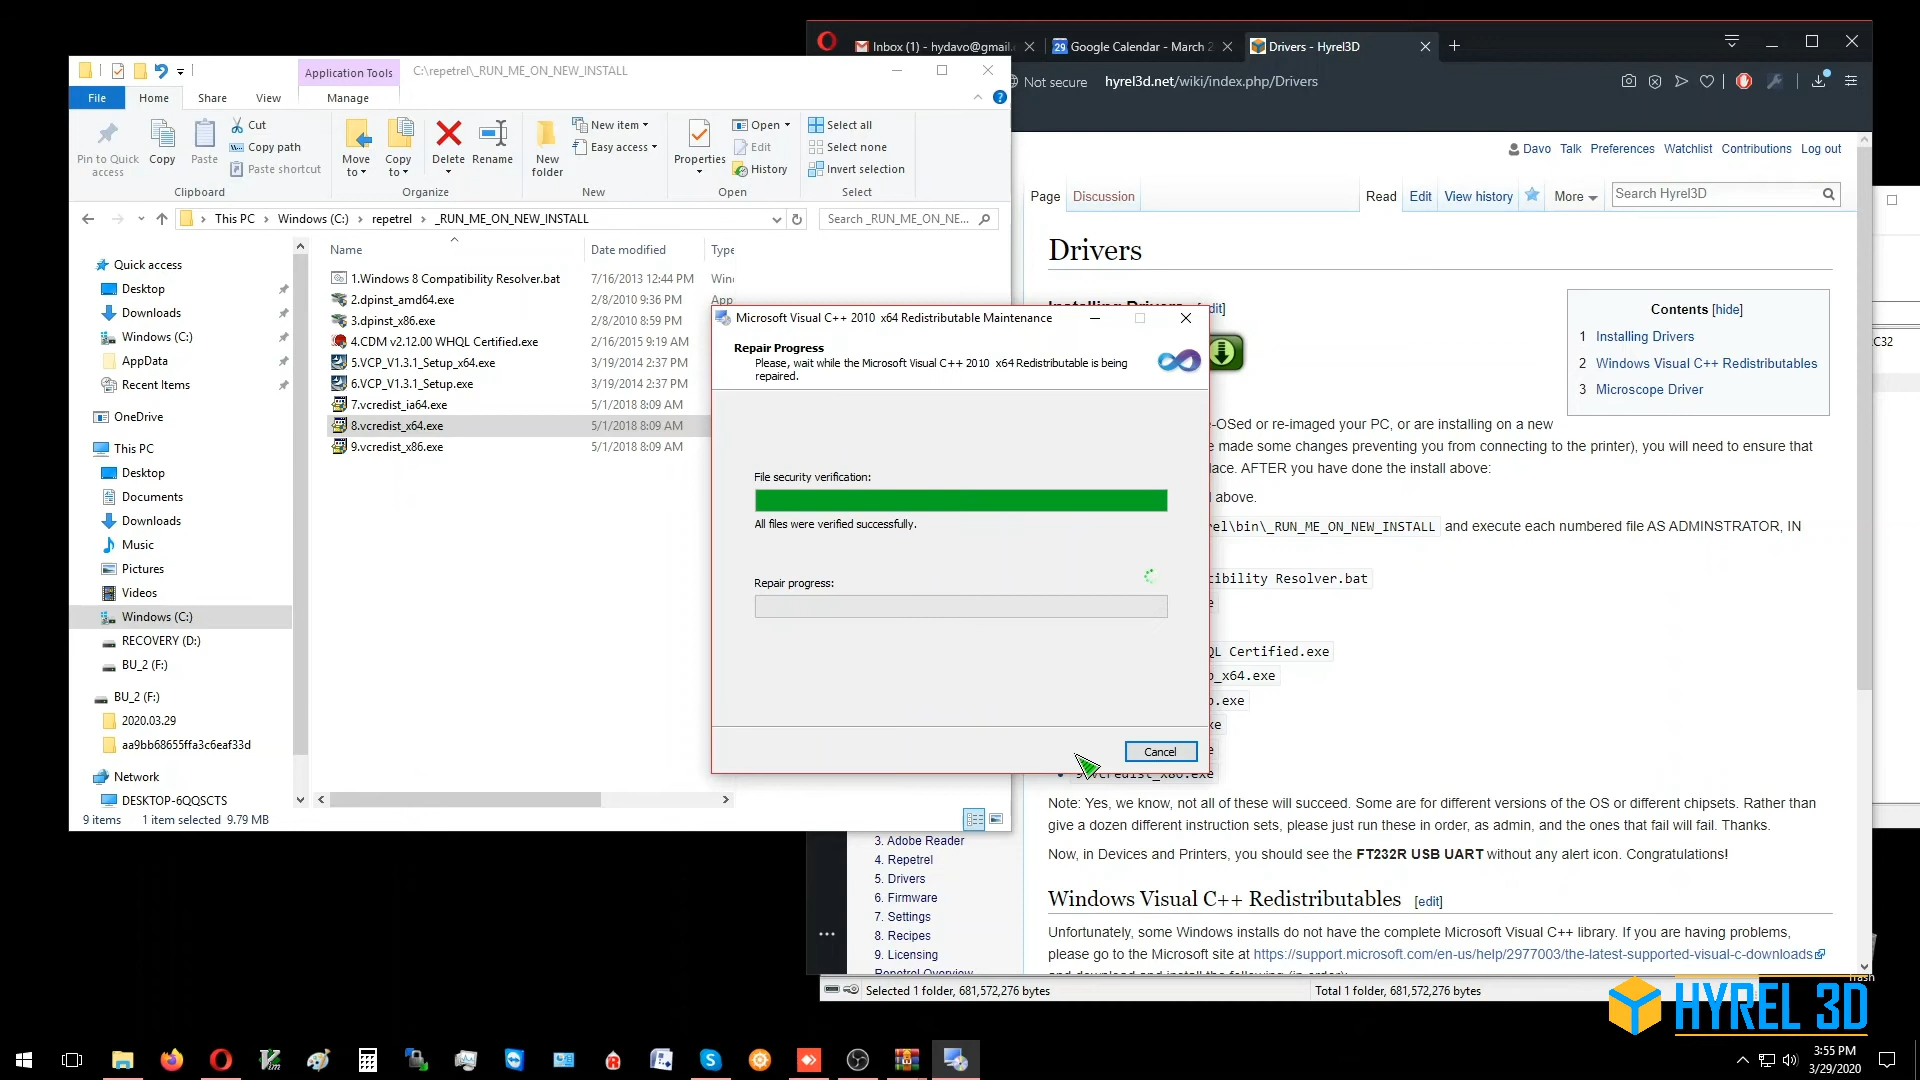 Application Tools
C:\repetrel\_RUN_ME_ON_NEW_INSTALL
File
Home
Share
View
Manage
Pin to Quick access
Copy
Paste
Cut
Copy path
Paste shortcut
Clipboard
Move to
Copy to
Delete
Rename
Organize
New folder
New item
Easy access
New
Properties
Open
Edit
History
Open
Select all
Select none
Invert selection
Select
This PC > Windows (C:) > repetrel > _RUN_ME_ON_NEW_INSTALL
Search _RUN_ME_ON_NE...
Name
Date modified
Type
1.Windows 8 Compatibility Resolver.bat 7/16/2013 12:44 PM
2.dpinst_amd64.exe 2/8/2010 9:36 PM App
3.dpinst_x86.exe 2/8/2010 8:59 PM
4.CDM v2.12.00 WHQL Certified.exe 2/16/2015 9:19 AM
5.VCP_V1.3.1_Setup_x64.exe 3/19/2014 2:37 PM
6.VCP_V1.3.1_Setup.exe 3/19/2014 2:37 PM
7.vcredist_ia64.exe 5/1/2018 8:09 AM
8.vcredist_x64.exe 5/1/2018 8:09 AM
9.vcredist_x86.exe 5/1/2018 8:09 AM
Quick access
Desktop
Downloads
Windows (C:)
AppData
Recent Items
OneDrive
This PC
Desktop
Documents
Downloads
Music
Pictures
Videos
Windows (C:)
RECOVERY (D:)
BU_2 (F:)
BU_2 (F:)
2020.03.29
aa9bb68655ffa3c6eaf33d
Network
DESKTOP-6QQSCTS
9 items 1 item selected 9.79 MB
Microsoft Visual C++ 2010 x64 Redistributable Maintenance
Repair Progress
Please, wait while the Microsoft Visual C++ 2010 x64 Redistributable is being
repaired.
File security verification:
All files were verified successfully.
Repair progress:
Cancel
Inbox (1) - hydavo@gmail.
29 Google Calendar - March 2
Drivers - Hyrel3D
Not secure hyrel3d.net/wiki/index.php/Drivers
Davo Talk Preferences Watchlist Contributions Log out
Page Discussion
Read Edit View history More
Search Hyrel3D
Drivers
Contents [hide]
1 Installing Drivers
2 Windows Visual C++ Redistributables
3 Microscope Driver
-OSed or re-imaged your PC, or are installing on a new
made some changes preventing you from connecting to the printer), you will need to ensure that
lace. AFTER you have done the install above:
above.
rel\bin\_RUN_ME_ON_NEW_INSTALL and execute each numbered file AS ADMINSTRATOR, IN
ibility Resolver.bat
QL Certified.exe
p_x64.exe
p.exe
xe
9.vcredist_x86.exe
Note: Yes, we know, not all of these will succeed. Some are for different versions of the OS or different chipsets. Rather than
give a dozen different instruction sets, please just run these in order, as admin, and the ones that fail will fail. Thanks.
Now, in Devices and Printers, you should see the FT232R USB UART without any alert icon. Congratulations!
Windows Visual C++ Redistributables [edit]
Unfortunately, some Windows installs do not have the complete Microsoft Visual C++ library. If you are having problems,
please go to the Microsoft site at https://support.microsoft.com/en-us/help/2977003/the-latest-supported-visual-c-downloads
3. Adobe Reader
4. Repetrel
5. Drivers
6. Firmware
7. Settings
8. Recipes
9. Licensing
Repetrel Overview
Selected 1 folder, 681,572,276 bytes
Total 1 folder, 681,572,276 bytes
C32
HYREL 3D
3:55 PM
3/29/2020